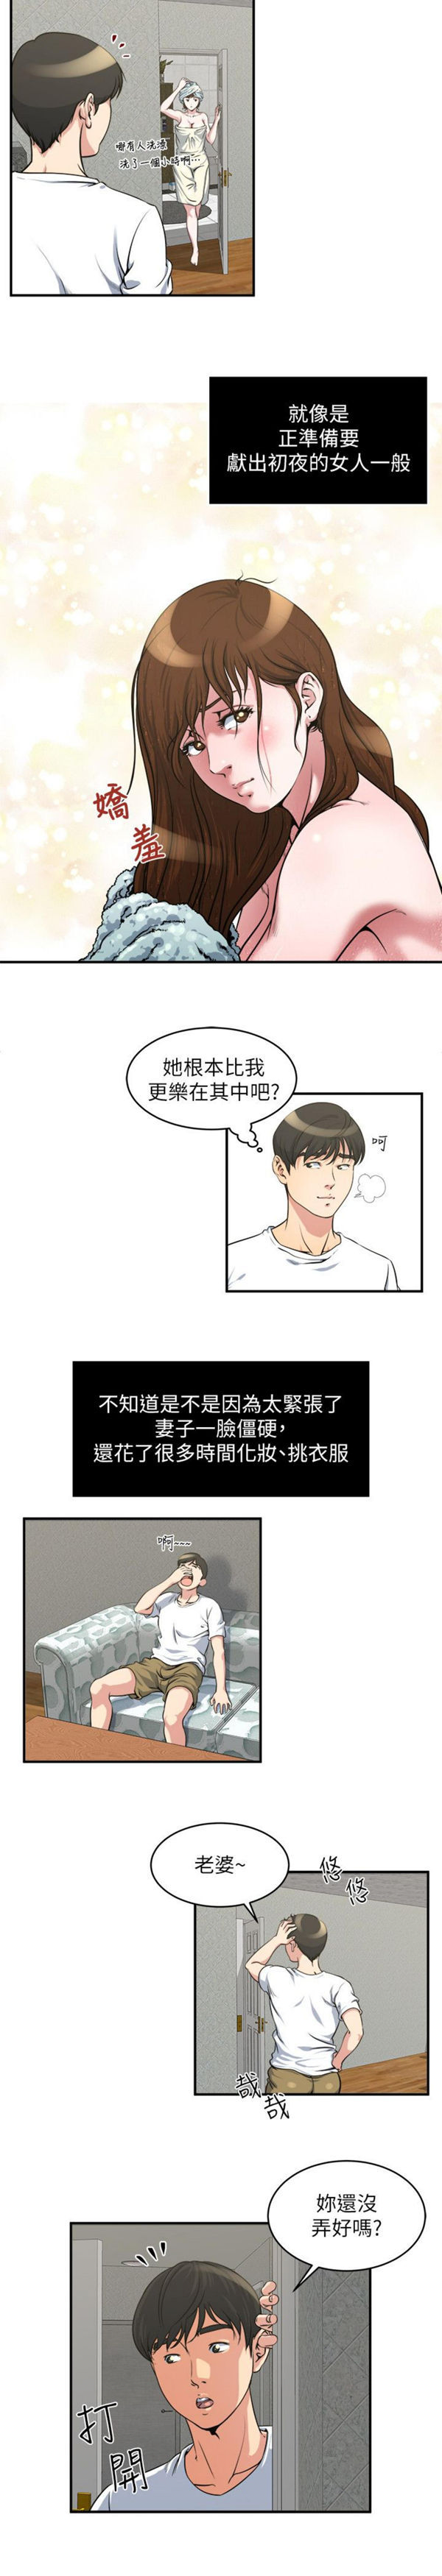 哪有人洗澡
洗了一個小時啊⋯
就像是
正準備要
獻出初夜的女人一般
嬌
羞
她根本比我
更樂在其中吧?
呵
不知道是不是因為太緊張了
妻子一臉僵硬,
還花了很多時間化妝、挑衣服
啊~~~
老婆~
悠
悠
哉
哉
妳還沒
弄好嗎?
打
開